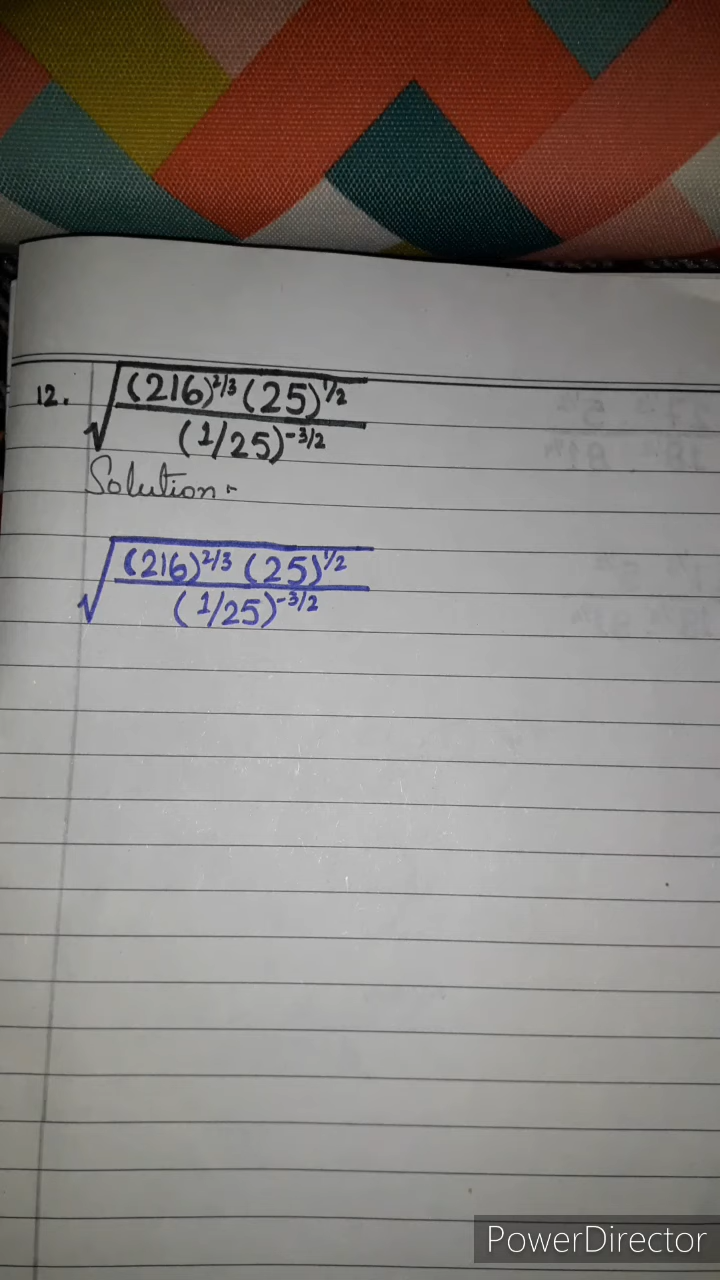 12. √((216)^2/3 (25)^1/2
(1/25)^-3/2)
Solution:-
√((216)^2/3 (25)^1/2
(1/25)^-3/2)
PowerDirector